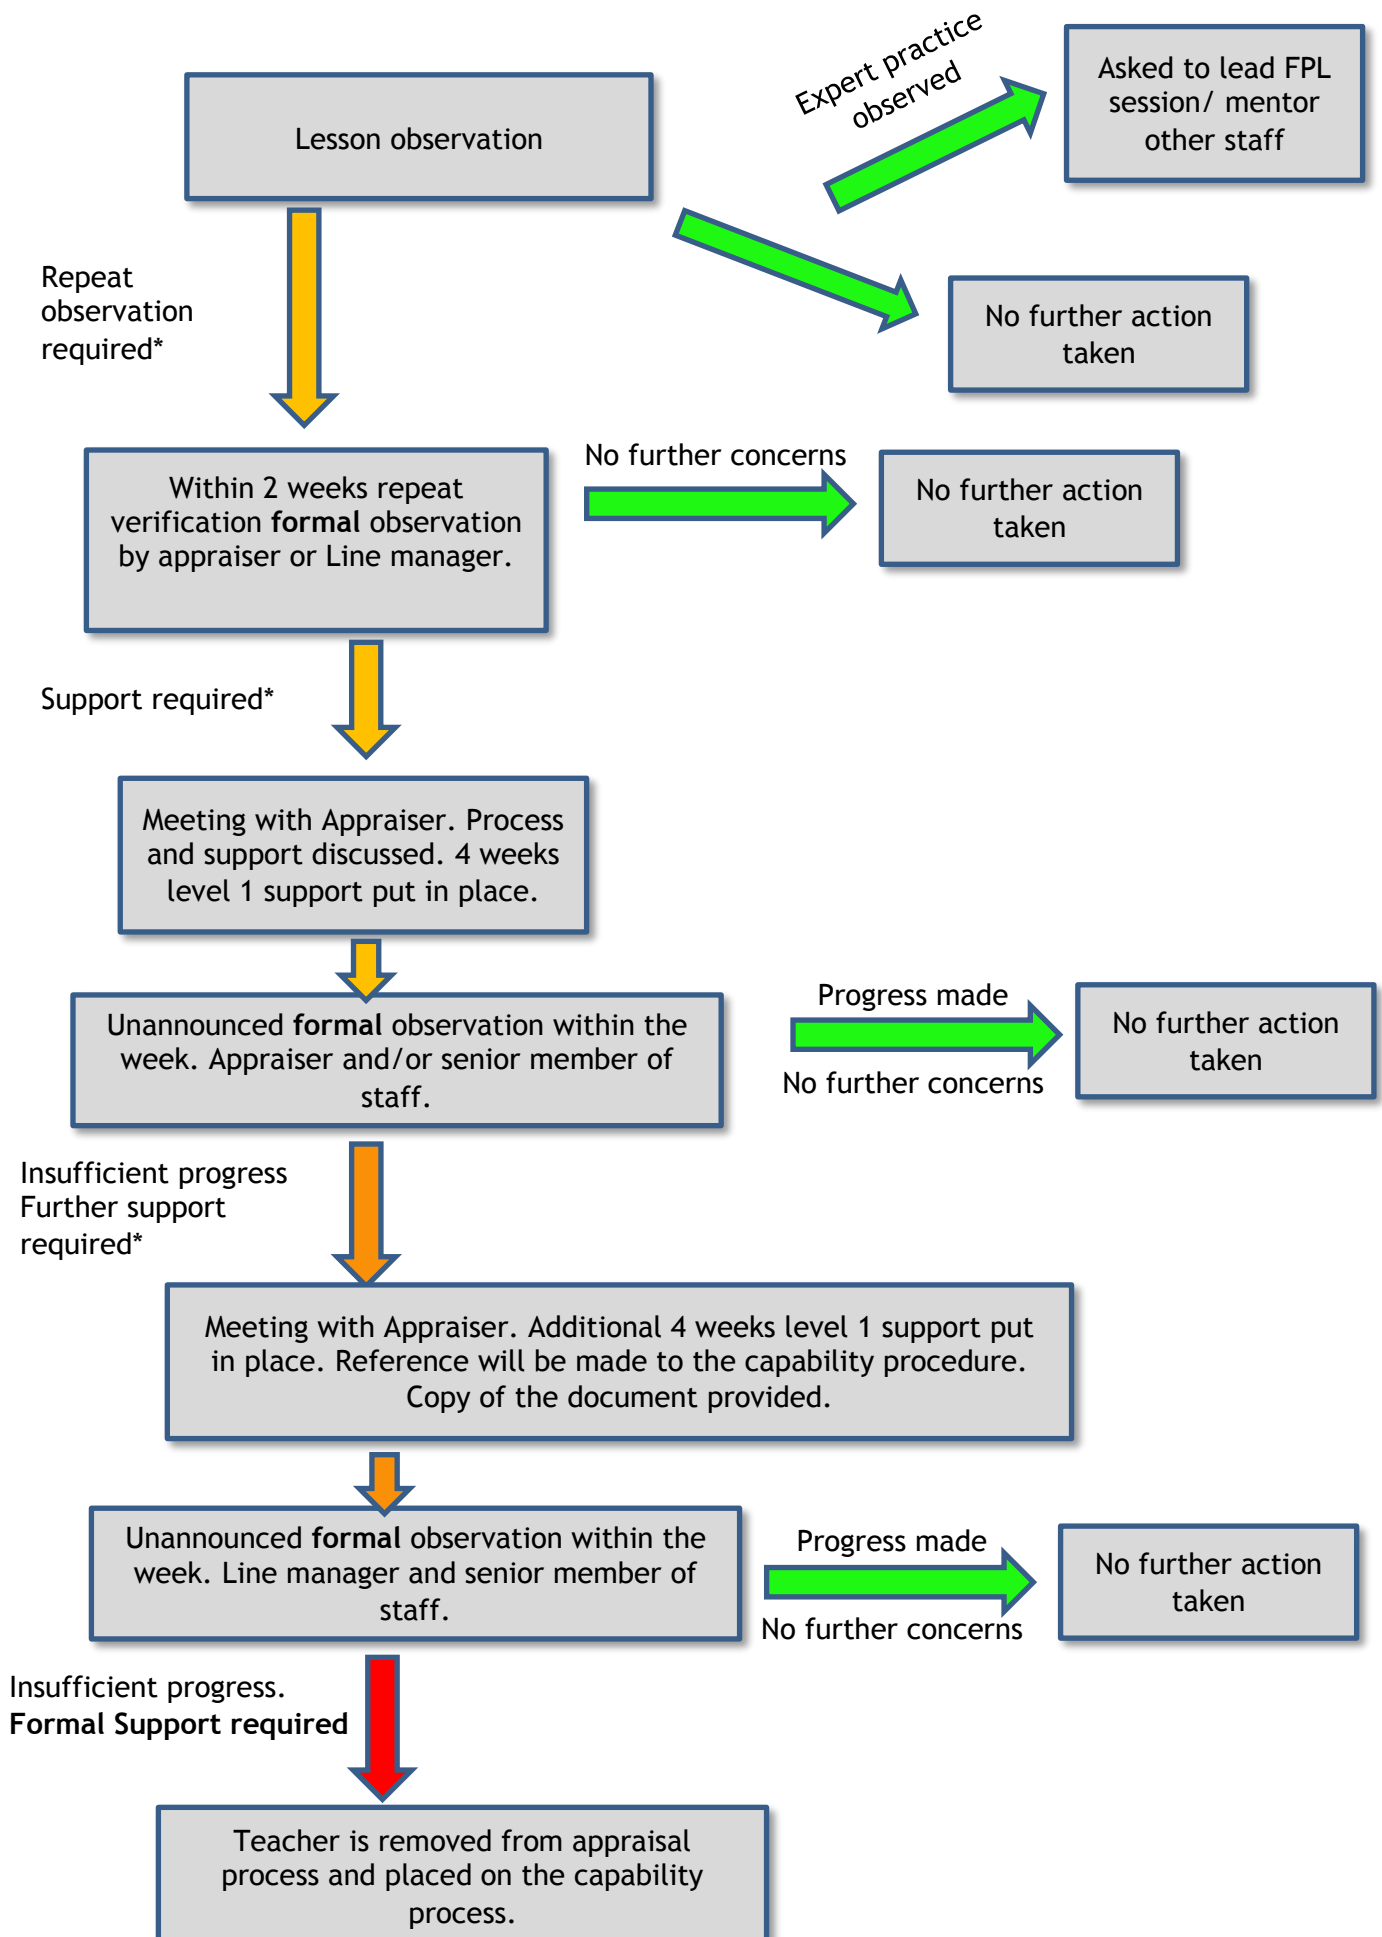 Expert practice
observed
Asked to lead FPL
session/ mentor
other staff
Lesson observation
Repeat
observation
required*
No further action
taken
Within 2 weeks repeat
verification formal observation
by appraiser or Line manager.
No further concerns
No further action
taken
Support required*
Meeting with Appraiser. Process
and support discussed. 4 weeks
level 1 support put in place.
Unannounced formal observation within the
week. Appraiser and/or senior member of
staff.
Progress made
No further concerns
No further action
taken
Insufficient progress
Further support
required*
Meeting with Appraiser. Additional 4 weeks level 1 support put
in place. Reference will be made to the capability procedure.
Copy of the document provided.
Unannounced formal observation within the
week. Line manager and senior member of
staff.
Progress made
No further concerns
No further action
taken
Insufficient progress.
Formal Support required
Teacher is removed from appraisal
process and placed on the capability
process.